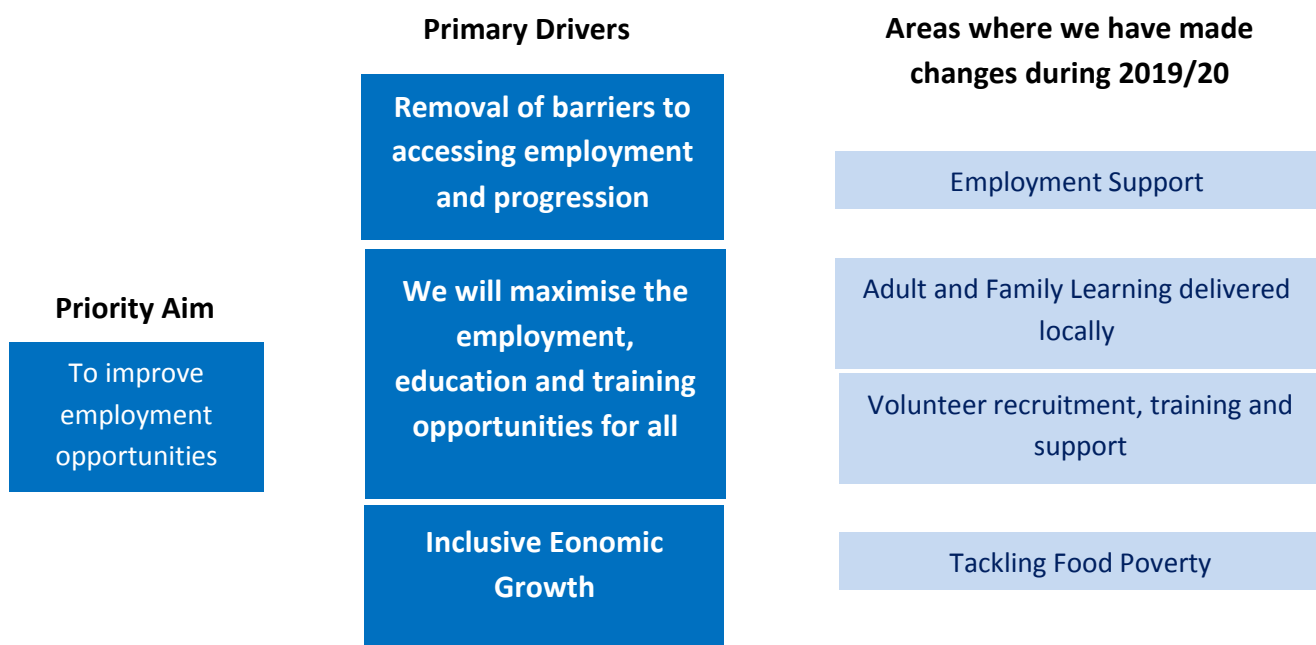 Priority Aim
To improve
employment
opportunities
Primary Drivers
Removal of barriers to
accessing employment
and progression
We will maximise the
employment,
education and training
opportunities for all
Inclusive Eonomic
Growth
Areas where we have made
changes during 2019/20
Employment Support
Adult and Family Learning delivered
locally
Volunteer recruitment, training and
support
Tackling Food Poverty